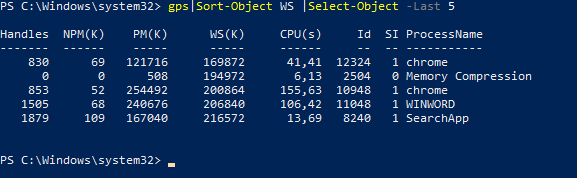 PS C:\Windows\system32> gps|Sort-Object WS |Select-Object -Last 5
Handles NPM(K) PM(K) WS(K) CPU(s) Id SI ProcessName
------- ------ ----- ----- ------ -- -- -----------
830 69 121716 169872 41,41 12324 1 chrome
0 0 508 194972 6,13 2504 0 Memory Compression
853 52 254492 200864 155,63 10948 1 chrome
1505 68 240676 206840 106,42 11048 1 WINWORD
1879 109 167040 216572 13,69 8240 1 SearchApp
PS C:\Windows\system32> _